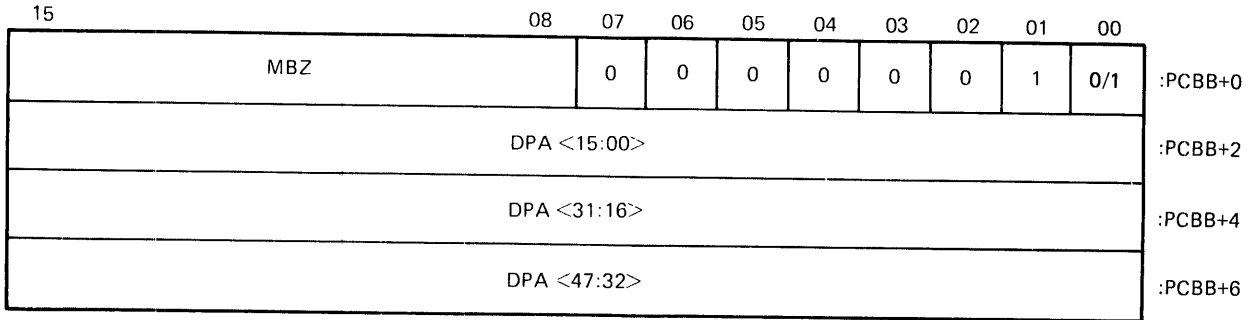 15 08 07 06 05 04 03 02 01 00
MBZ 0 0 0 0 0 0 1 0/1 :PCBB+0
DPA <15:00> :PCBB+2
DPA <31:16> :PCBB+4
DPA <47:32> :PCBB+6